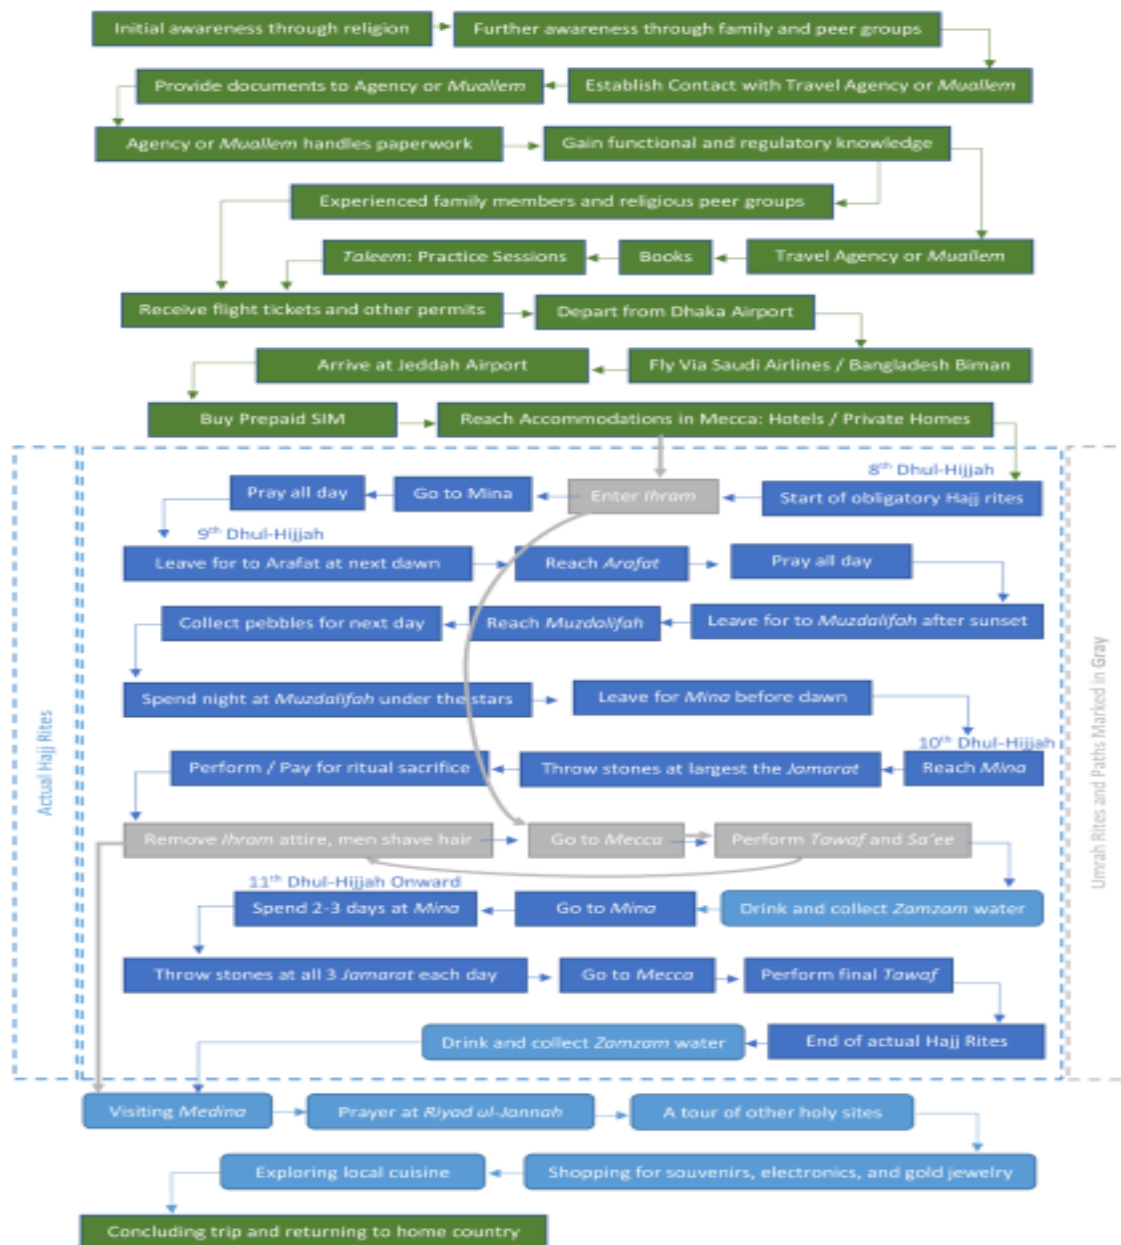 Initial awareness through religion
Further awareness through family and peer groups
Provide documents to Agency or Muallem
Establish Contact with Travel Agency or Muallem
Agency or Muallem handles paperwork
Gain functional and regulatory knowledge
Experienced family members and religious peer groups
Taleem: Practice Sessions
Books
Travel Agency or Muallem
Receive flight tickets and other permits
Depart from Dhaka Airport
Arrive at Jeddah Airport
Fly Via Saudi Airlines / Bangladesh Biman
Buy Prepaid SIM
Reach Accommodations in Mecca: Hotels / Private Homes
Actual Hajj Rites
Umrah Rites and Paths Marked in Gray
8th Dhul-Hijjah
Pray all day
Go to Mina
Enter Ihram
Start of obligatory Hajj rites
9th Dhul-Hijjah
Leave for to Arafat at next dawn
Reach Arafat
Pray all day
Collect pebbles for next day
Reach Muzdalifah
Leave for to Muzdalifah after sunset
Spend night at Muzdalifah under the stars
Leave for Mina before dawn
10th Dhul-Hijjah
Perform / Pay for ritual sacrifice
Throw stones at largest the Jamarat
Reach Mina
Remove Ihram attire, men shave hair
Go to Mecca
Perform Tawaf and Sa'ee
11th Dhul-Hijjah Onward
Spend 2-3 days at Mina
Go to Mina
Drink and collect Zamzam water
Throw stones at all 3 Jamarat each day
Go to Mecca
Perform final Tawaf
Drink and collect Zamzam water
End of actual Hajj Rites
Visiting Medina
Prayer at Riyad ul-Jannah
A tour of other holy sites
Exploring local cuisine
Shopping for souvenirs, electronics, and gold jewelry
Concluding trip and returning to home country